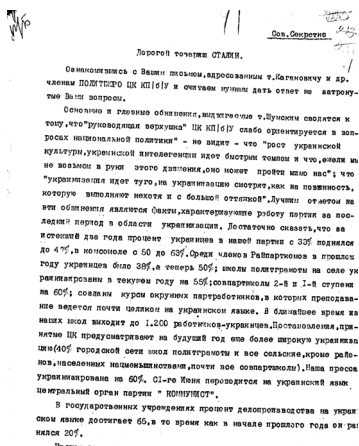 Сов.Секретно
Дорогой товарищ СТАЛИН.
Ознакомившись с Вашим письмом,адресованным т.Кагановичу и др.
членам ПОЛИТБЮРО ЦК КП/б/У и считаем нужным дать ответ на затрону-
тые Вами вопросы.
Основные и главные обвинения,выдвигаемые т.Шумским сводятся к
тому,что"руководящая верхушка" ЦК КП/б/У слабо ориентируется в воп-
росах национальной политики" - не видит - что "рост украинской
культуры,украинской интелегенции идет быстрым темпом и что,ежели мы
не возьмем в руки этого движения,оно может пройти мимо нас"; что
"украинизация идет туго,на украинизацию смотрят,как на повинность,
которую выполняют нехотя и с большой оттяжкой".Лучшим ответом на
эти обвинения являются факты,характеризующие работу партии за пос-
ледний период в области украинизации. Достаточно сказать,что за
истекший два года процент украинцев в нашей партии с 33% поднялся
до 47%,в комсомоле с 50 до 63%.Среди членов Райпарткомов в прошлом
году украинцев было 38%,а теперь 50%; школы политграмоты на селе ук-
раинизированы в текущем году на 85%;совпартшколы 2-й и I-й ступени
на 60%; созданы курсы окружных партработников,в которых преподава-
ние ведется почти целиком на украинском языке. В ближайшее время из
наших школ выходит до 1.200 работников-украинцев.Постановления,при-
нятые ЦК предусматривают на будущий год еще более широкую украиниза-
цию(40% городской сети школ политграмоты и все сельские,кроме райо-
нов,населенных нацменьшинствами,почти все совпартшколы).Наша пресса
украинизирована на 60%. СI-го Июня переводится на украинский язык
центральный орган партии " КОММУНИСТ".
В государственных учреждениях процент делопроизводства на украин-
ском языке достигает 65,в то время как в начале прошлого года он рав-
нялся 20%.